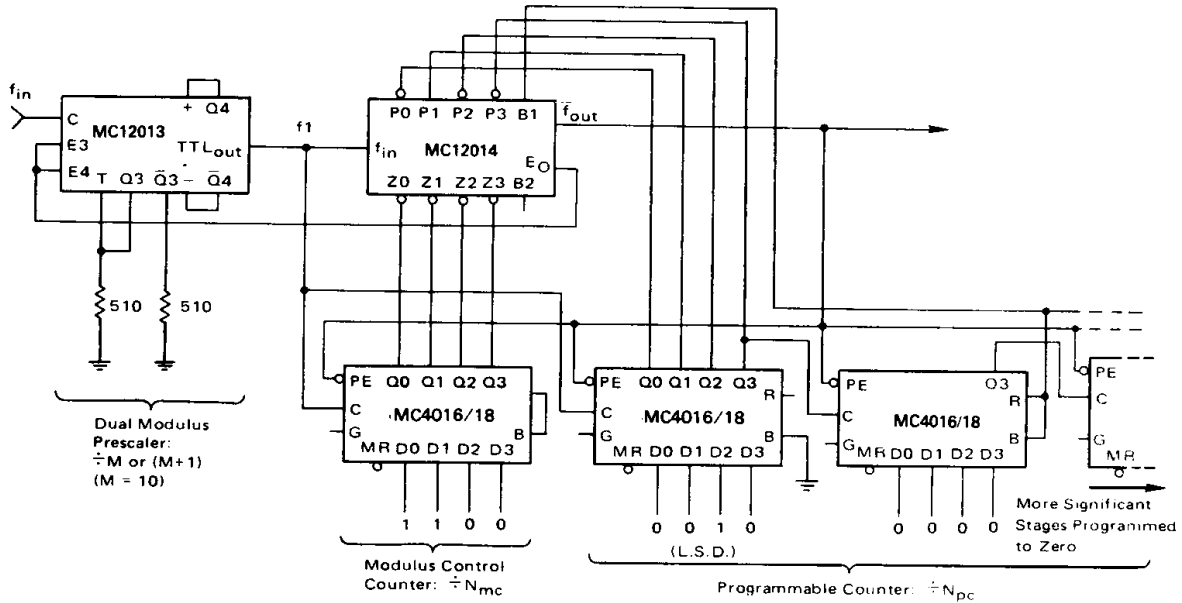 P0 P1 P2 P3 B1
f̅out
fin
+ Q4
C
MC12013
E3
TTLout
E4
T Q3 Q̅3 - Q̅4
f1
fin
MC12014
E
Z0 Z1 Z2 Z3 B2
510
510
PE Q0 Q1 Q2 Q3
C
MC4016/18
G
B
MR D0 D1 D2 D3
1 1 0 0
PE Q0 Q1 Q2 Q3
R
C
MC4016/18
G
B
MR D0 D1 D2 D3
0 0 1 0
(L.S.D.)
PE
Q3
R
C
MC4016/18
G
B
MR D0 D1 D2 D3
0 0 0 0
PE
C
G
MR
Dual Modulus
Prescaler:
÷M or (M+1)
(M = 10)
Modulus Control
Counter: ÷Nmc
More Significant
Stages Programmed
to Zero
Programmable Counter: ÷Npc